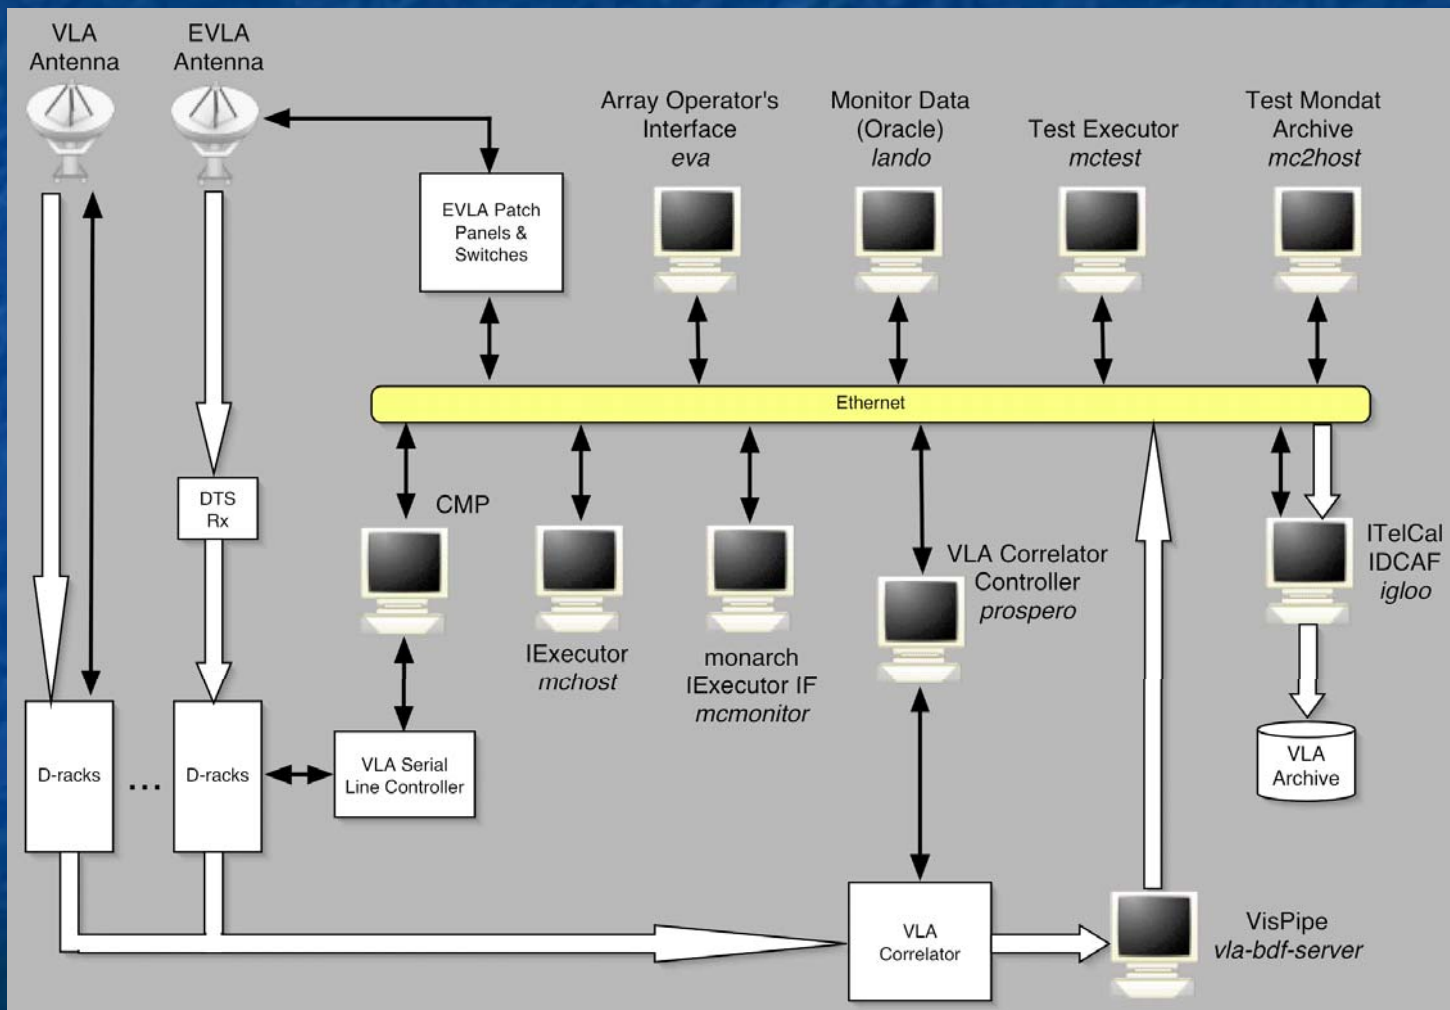 VLA
Antenna
EVLA
Antenna
Array Operator's
Interface
eva
Monitor Data
(Oracle)
lando
Test Executor
mctest
Test Mondat
Archive
mc2host
EVLA Patch
Panels &
Switches
Ethernet
DTS
Rx
CMP
IExecutor
mchost
monarch
IExecutor IF
mcmonitor
VLA Correlator
Controller
prospero
ITelCal
IDCAF
igloo
D-racks
...
D-racks
VLA Serial
Line Controller
VLA
Archive
VLA
Correlator
VisPipe
vla-bdf-server